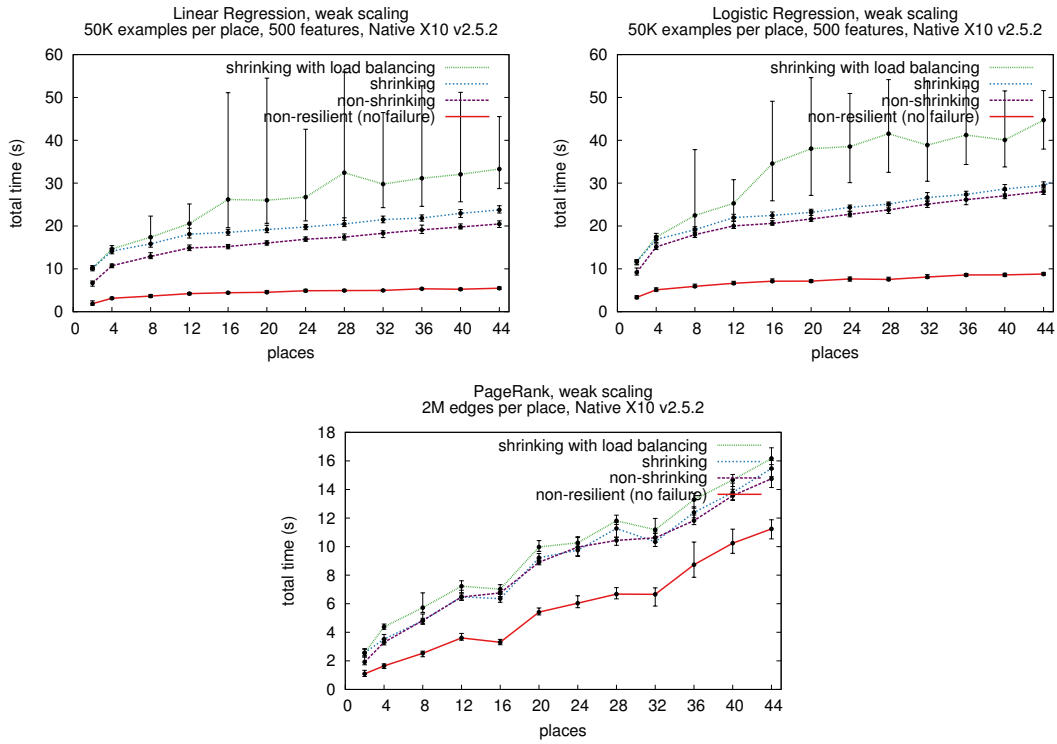 Linear Regression, weak scaling
50K examples per place, 500 features, Native X10 v2.5.2
60
50
40
30
20
10
0
total time (s)
0 4 8 12 16 20 24 28 32 36 40 44
places
shrinking with load balancing
shrinking
non-shrinking
non-resilient (no failure)
Logistic Regression, weak scaling
50K examples per place, 500 features, Native X10 v2.5.2
60
50
40
30
20
10
0
total time (s)
0 4 8 12 16 20 24 28 32 36 40 44
places
shrinking with load balancing
shrinking
non-shrinking
non-resilient (no failure)
PageRank, weak scaling
2M edges per place, Native X10 v2.5.2
18
16
14
12
10
8
6
4
2
0
total time (s)
0 4 8 12 16 20 24 28 32 36 40 44
places
shrinking with load balancing
shrinking
non-shrinking
non-resilient (no failure)